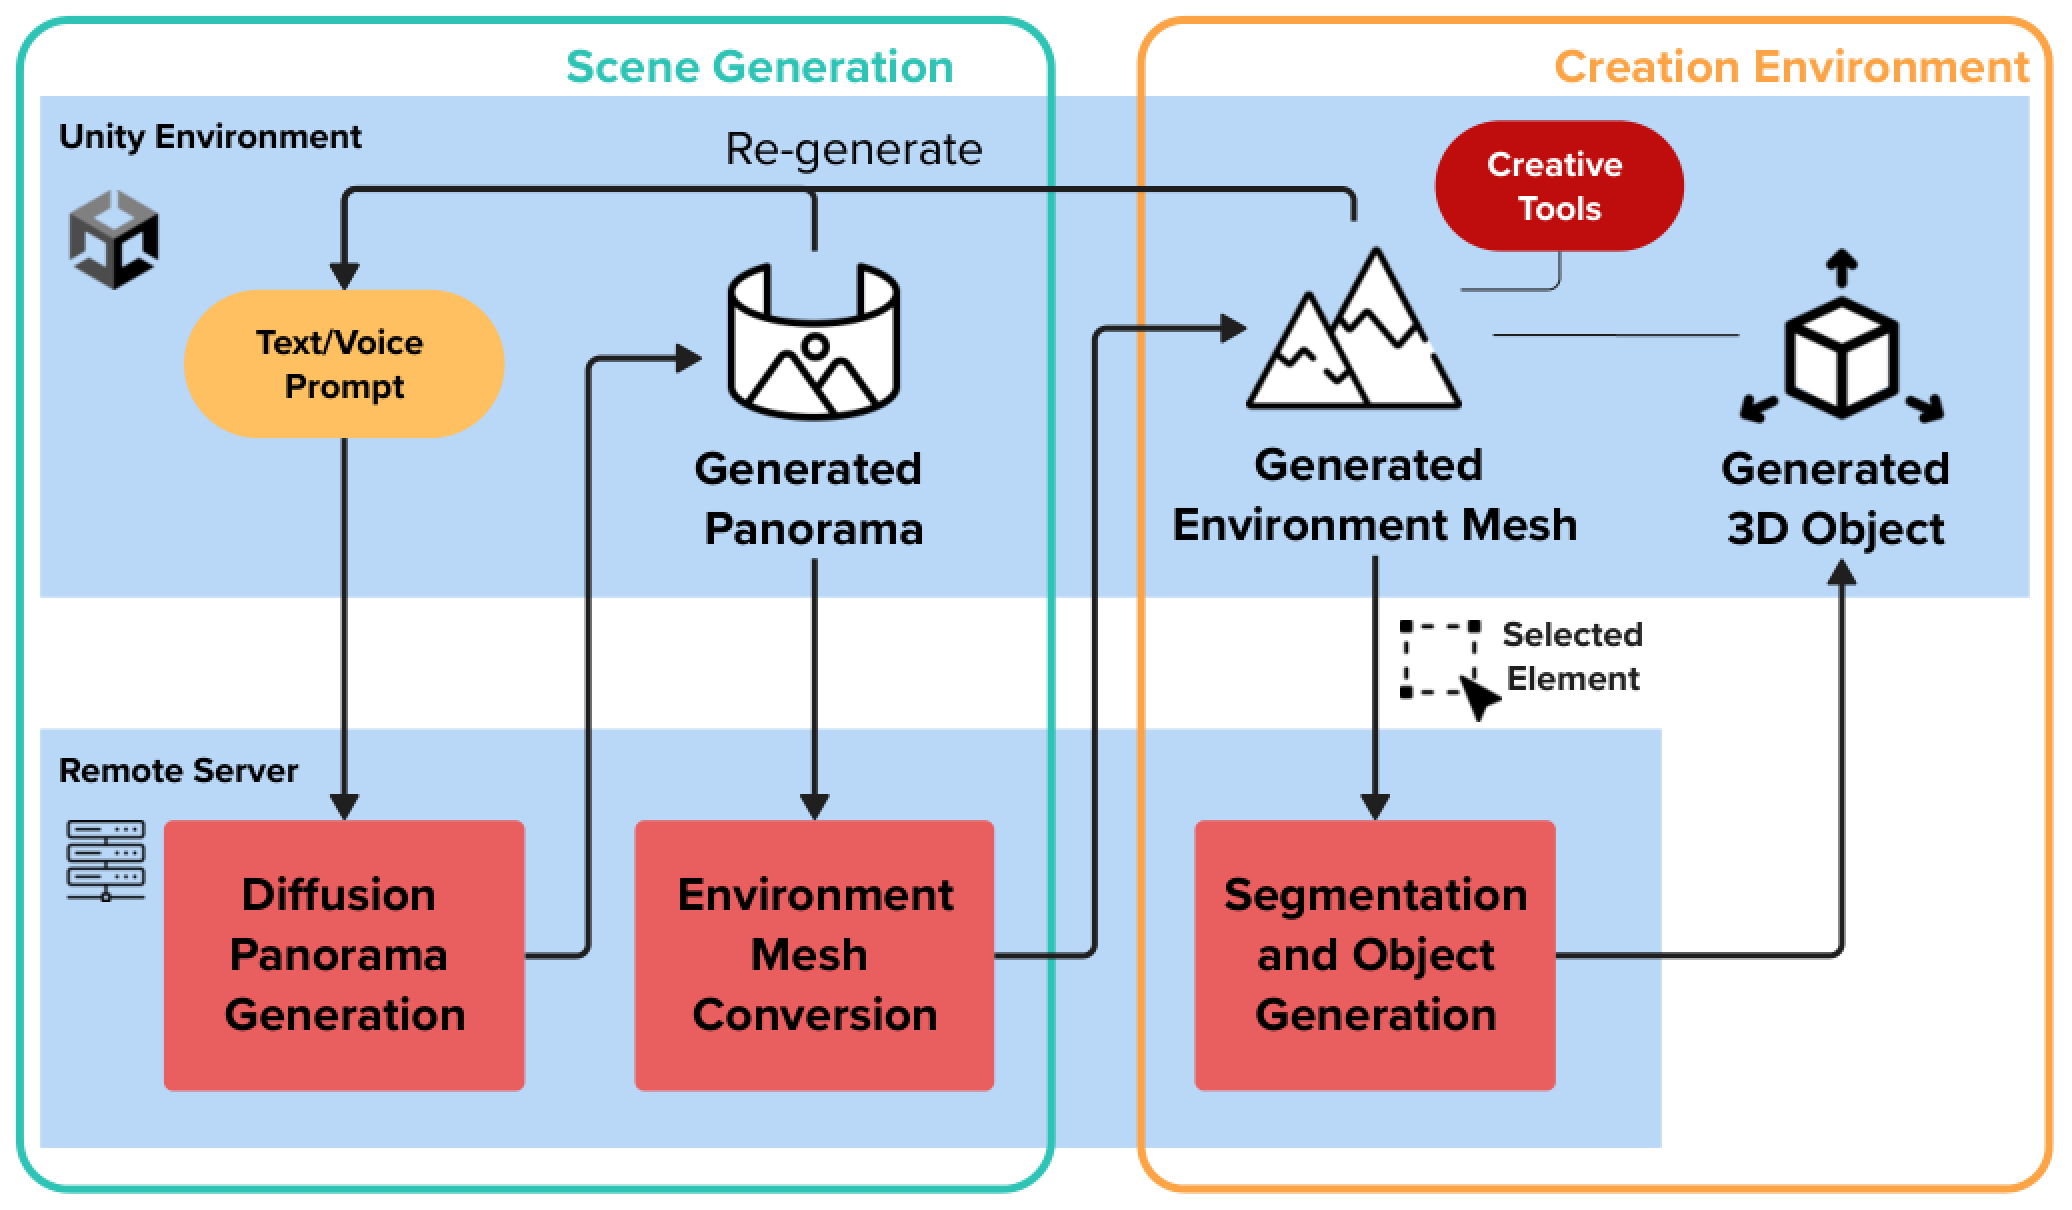 Scene Generation
Creation Environment
Unity Environment
Re-generate
Creative
Tools
Text/Voice
Prompt
Generated
Panorama
Generated
Environment Mesh
Generated
3D Object
Selected
Element
Remote Server
Diffusion
Panorama
Generation
Environment
Mesh
Conversion
Segmentation
and Object
Generation